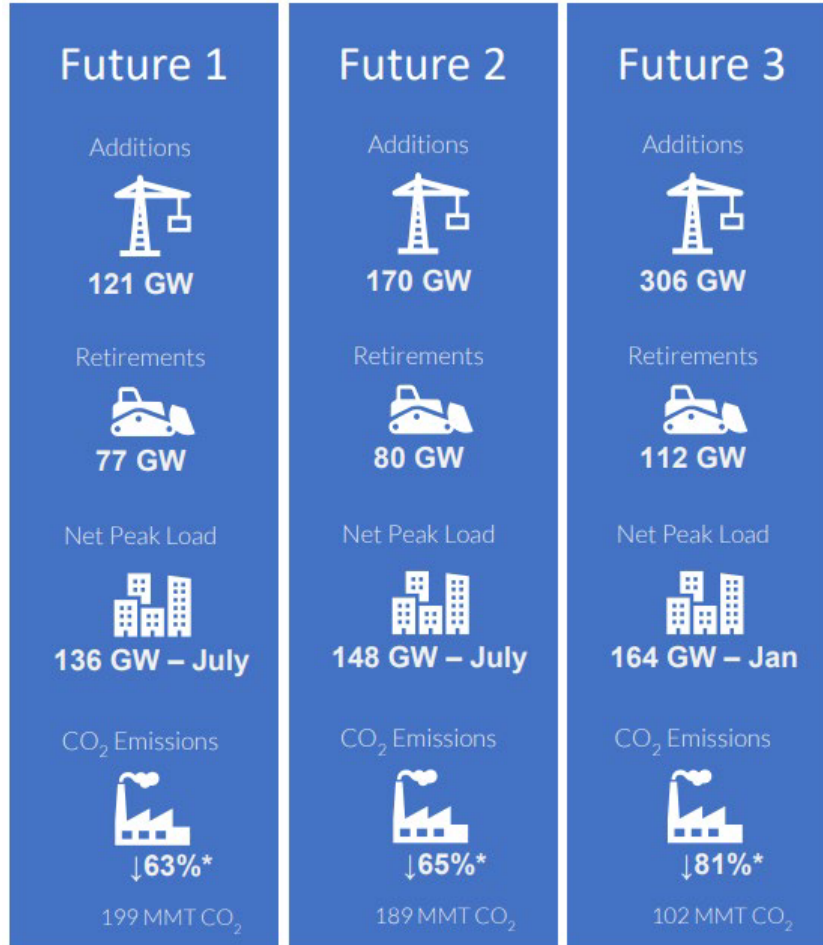 Future 1
Additions
121 GW
Retirements
77 GW
Net Peak Load
136 GW – July
CO₂ Emissions
↓63%*
199 MMT CO₂
Future 2
Additions
170 GW
Retirements
80 GW
Net Peak Load
148 GW – July
CO₂ Emissions
↓65%*
189 MMT CO₂
Future 3
Additions
306 GW
Retirements
112 GW
Net Peak Load
164 GW – Jan
CO₂ Emissions
↓81%*
102 MMT CO₂